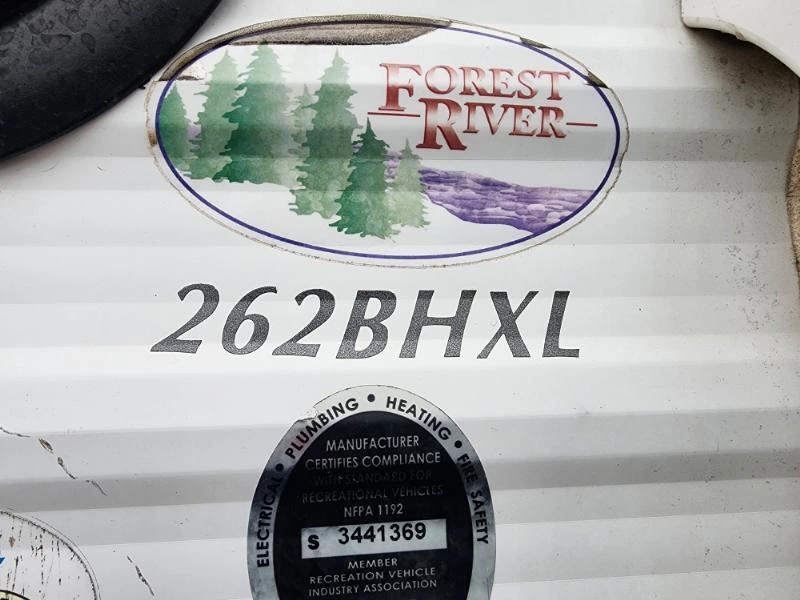 FOREST
RIVER
262BHXL
ELECTRICAL • PLUMBING • HEATING • FIRE SAFETY
MANUFACTURER
CERTIFIES COMPLIANCE
WITH STANDARD FOR
RECREATIONAL VEHICLES
NFPA 1192
S 3441369
MEMBER
RECREATION VEHICLE
INDUSTRY ASSOCIATION